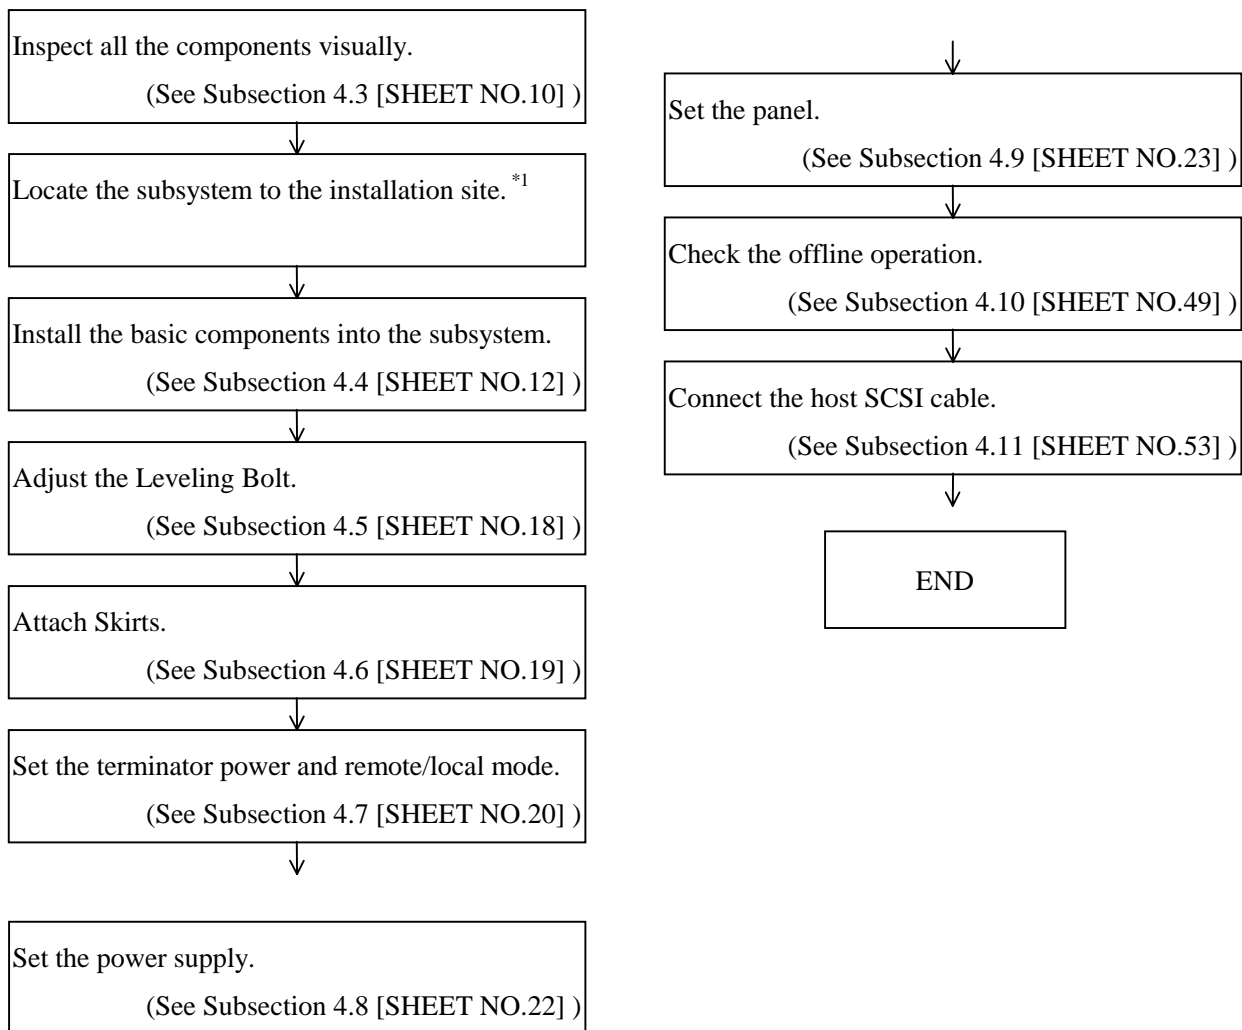 Inspect all the components visually.
(See Subsection 4.3 [SHEET NO.10] )
Locate the subsystem to the installation site. *1
Install the basic components into the subsystem.
(See Subsection 4.4 [SHEET NO.12] )
Adjust the Leveling Bolt.
(See Subsection 4.5 [SHEET NO.18] )
Attach Skirts.
(See Subsection 4.6 [SHEET NO.19] )
Set the terminator power and remote/local mode.
(See Subsection 4.7 [SHEET NO.20] )
Set the power supply.
(See Subsection 4.8 [SHEET NO.22] )
Set the panel.
(See Subsection 4.9 [SHEET NO.23] )
Check the offline operation.
(See Subsection 4.10 [SHEET NO.49] )
Connect the host SCSI cable.
(See Subsection 4.11 [SHEET NO.53] )
END